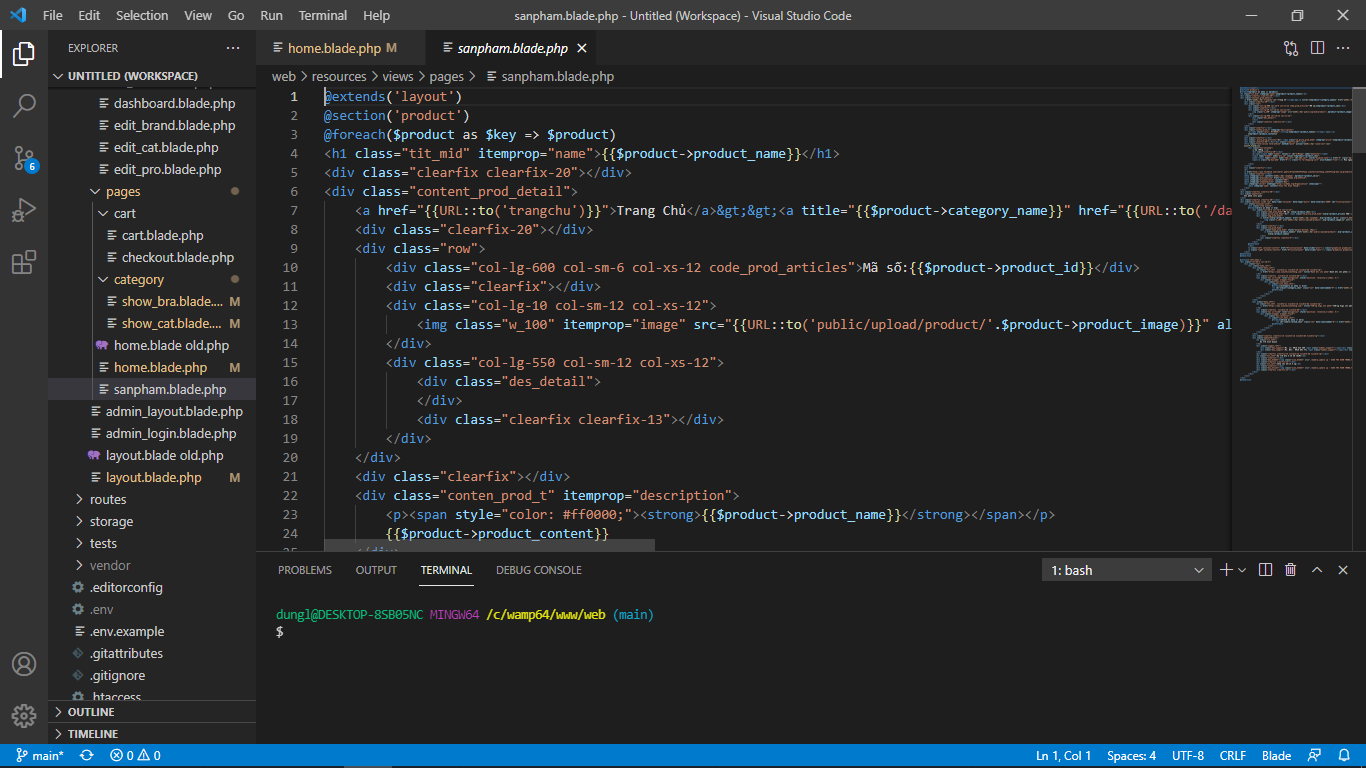 File Edit Selection View Go Run Terminal Help
sanpham.blade.php - Untitled (Workspace) - Visual Studio Code
EXPLORER
UNTITLED (WORKSPACE)
dashboard.blade.php
edit_brand.blade.php
edit_cat.blade.php
edit_pro.blade.php
pages
cart
cart.blade.php
checkout.blade.php
category
show_bra.blade.... M
show_cat.blade.... M
home.blade old.php
home.blade.php M
sanpham.blade.php
admin_layout.blade.php
admin_login.blade.php
layout.blade old.php
layout.blade.php M
routes
storage
tests
vendor
.editorconfig
.env
.env.example
.gitattributes
.gitignore
.htaccess
OUTLINE
TIMELINE
6
home.blade.php M
sanpham.blade.php
web > resources > views > pages > sanpham.blade.php
1 @extends('layout')
2 @section('product')
3 @foreach($product as $key => $product)
4 <h1 class="tit_mid" itemprop="name">{{$product->product_name}}</h1>
5 <div class="clearfix clearfix-20"></div>
6 <div class="content_prod_detail">
7 <a href="{{URL::to('trangchu')}}">Trang Chủ</a>&gt;&gt;<a title="{{$product->category_name}}" href="{{URL::to('/da
8 <div class="clearfix-20"></div>
9 <div class="row">
10 <div class="col-lg-600 col-sm-6 col-xs-12 code_prod_articles">Mã số:{{$product->product_id}}</div>
11 <div class="clearfix"></div>
12 <div class="col-lg-10 col-sm-12 col-xs-12">
13 <img class="w_100" itemprop="image" src="{{URL::to('public/upload/product/'.$product->product_image)}}" al
14 </div>
15 <div class="col-lg-550 col-sm-12 col-xs-12">
16 <div class="des_detail">
17 </div>
18 <div class="clearfix clearfix-13"></div>
19 </div>
20 </div>
21 <div class="clearfix"></div>
22 <div class="conten_prod_t" itemprop="description">
23 <p><span style="color: #ff0000;"><strong>{{$product->product_name}}</strong></span></p>
24 {{$product->product_content}}
25 </div>
PROBLEMS OUTPUT TERMINAL DEBUG CONSOLE
1: bash
dungl@DESKTOP-8SB05NC MINGW64 /c/wamp64/www/web (main)
$
main* 0 0
Ln 1, Col 1 Spaces: 4 UTF-8 CRLF Blade